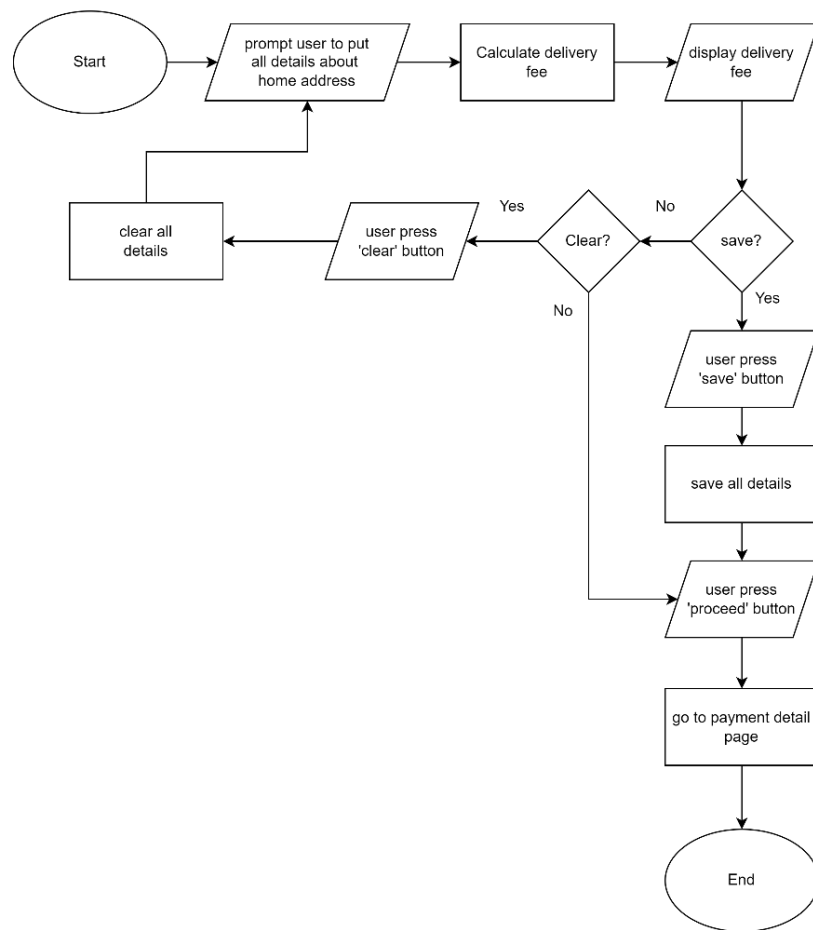 Start
prompt user to put
all details about
home address
Calculate delivery
fee
display delivery
fee
clear all
details
user press
'clear' button
Yes
Clear?
No
save?
No
Yes
user press
'save' button
save all details
user press
'proceed' button
go to payment detail
page
End